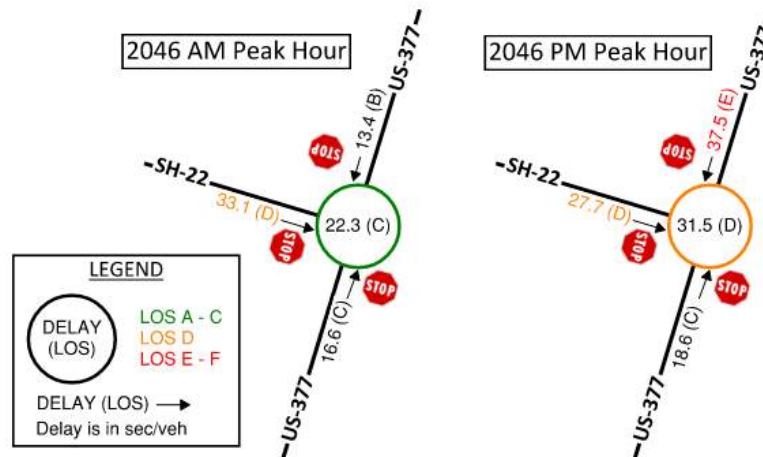 2046 AM Peak Hour
US-377
13.4 (B)
STOP
SH-22
33.1 (D)
STOP
22.3 (C)
STOP
16.6 (C)
US-377
2046 PM Peak Hour
US-377
37.5 (E)
STOP
SH-22
27.7 (D)
STOP
31.5 (D)
STOP
18.6 (C)
US-377
LEGEND
DELAY
(LOS)
LOS A - C
LOS D
LOS E - F
DELAY (LOS)
Delay is in sec/veh